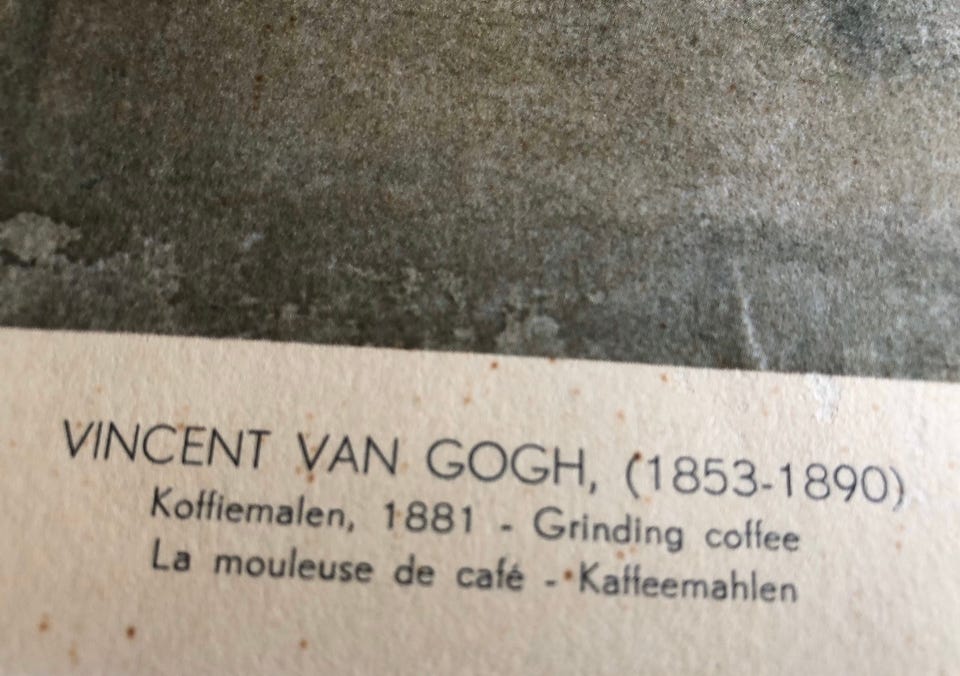 VINCENT VAN GOGH, (1853-1890)
Koffiemalen, 1881 - Grinding coffee
La mouleuse de café - Kaffeemahlen